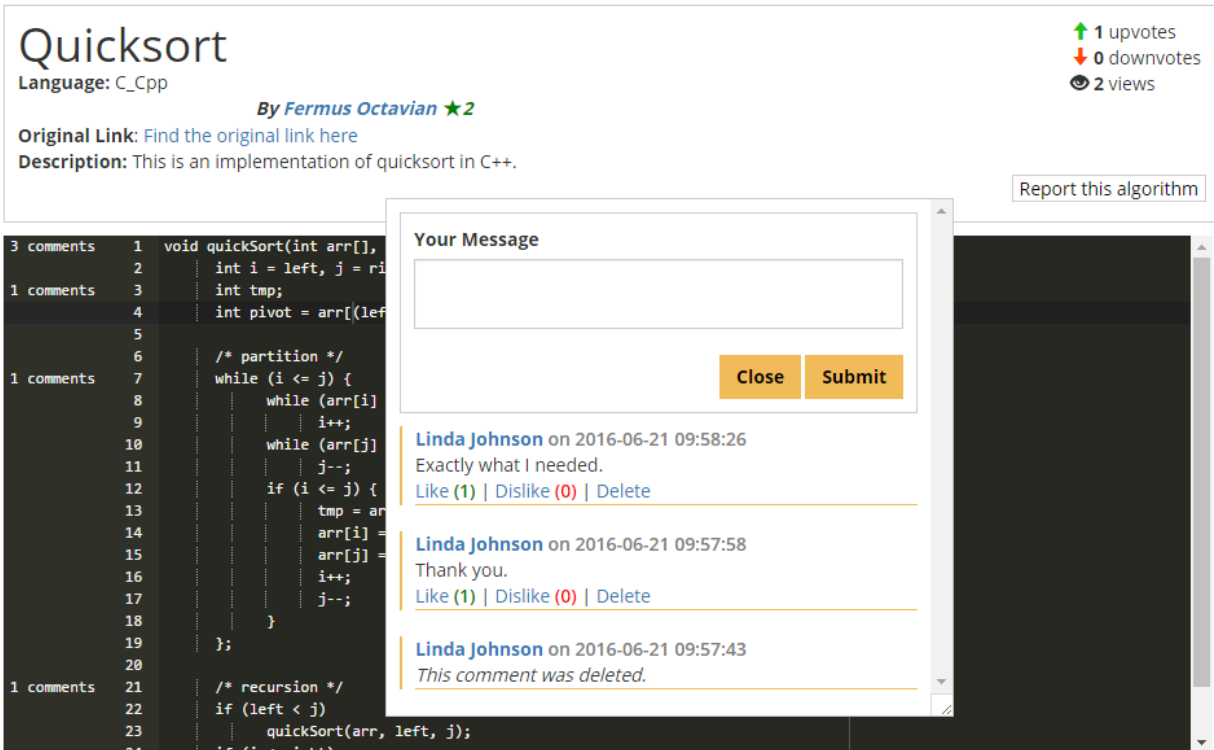 Quicksort
Language: C_Cpp
By Fermus Octavian ★2
Original Link: Find the original link here
Description: This is an implementation of quicksort in C++.
1 upvotes
0 downvotes
2 views
Report this algorithm
3 comments 1 void quickSort(int arr[],
2 int i = left, j = ri
1 comments 3 int tmp;
4 int pivot = arr[(lef
5
6 /* partition */
1 comments 7 while (i <= j) {
8 while (arr[i]
9 i++;
10 while (arr[j]
11 j--;
12 if (i <= j) {
13 tmp = ar
14 arr[i] =
15 arr[j] =
16 i++;
17 j--;
18 }
19 };
20
1 comments 21 /* recursion */
22 if (left < j)
23 quickSort(arr, left, j);
Your Message
Close Submit
Linda Johnson on 2016-06-21 09:58:26
Exactly what I needed.
Like (1) | Dislike (0) | Delete
Linda Johnson on 2016-06-21 09:57:58
Thank you.
Like (1) | Dislike (0) | Delete
Linda Johnson on 2016-06-21 09:57:43
This comment was deleted.